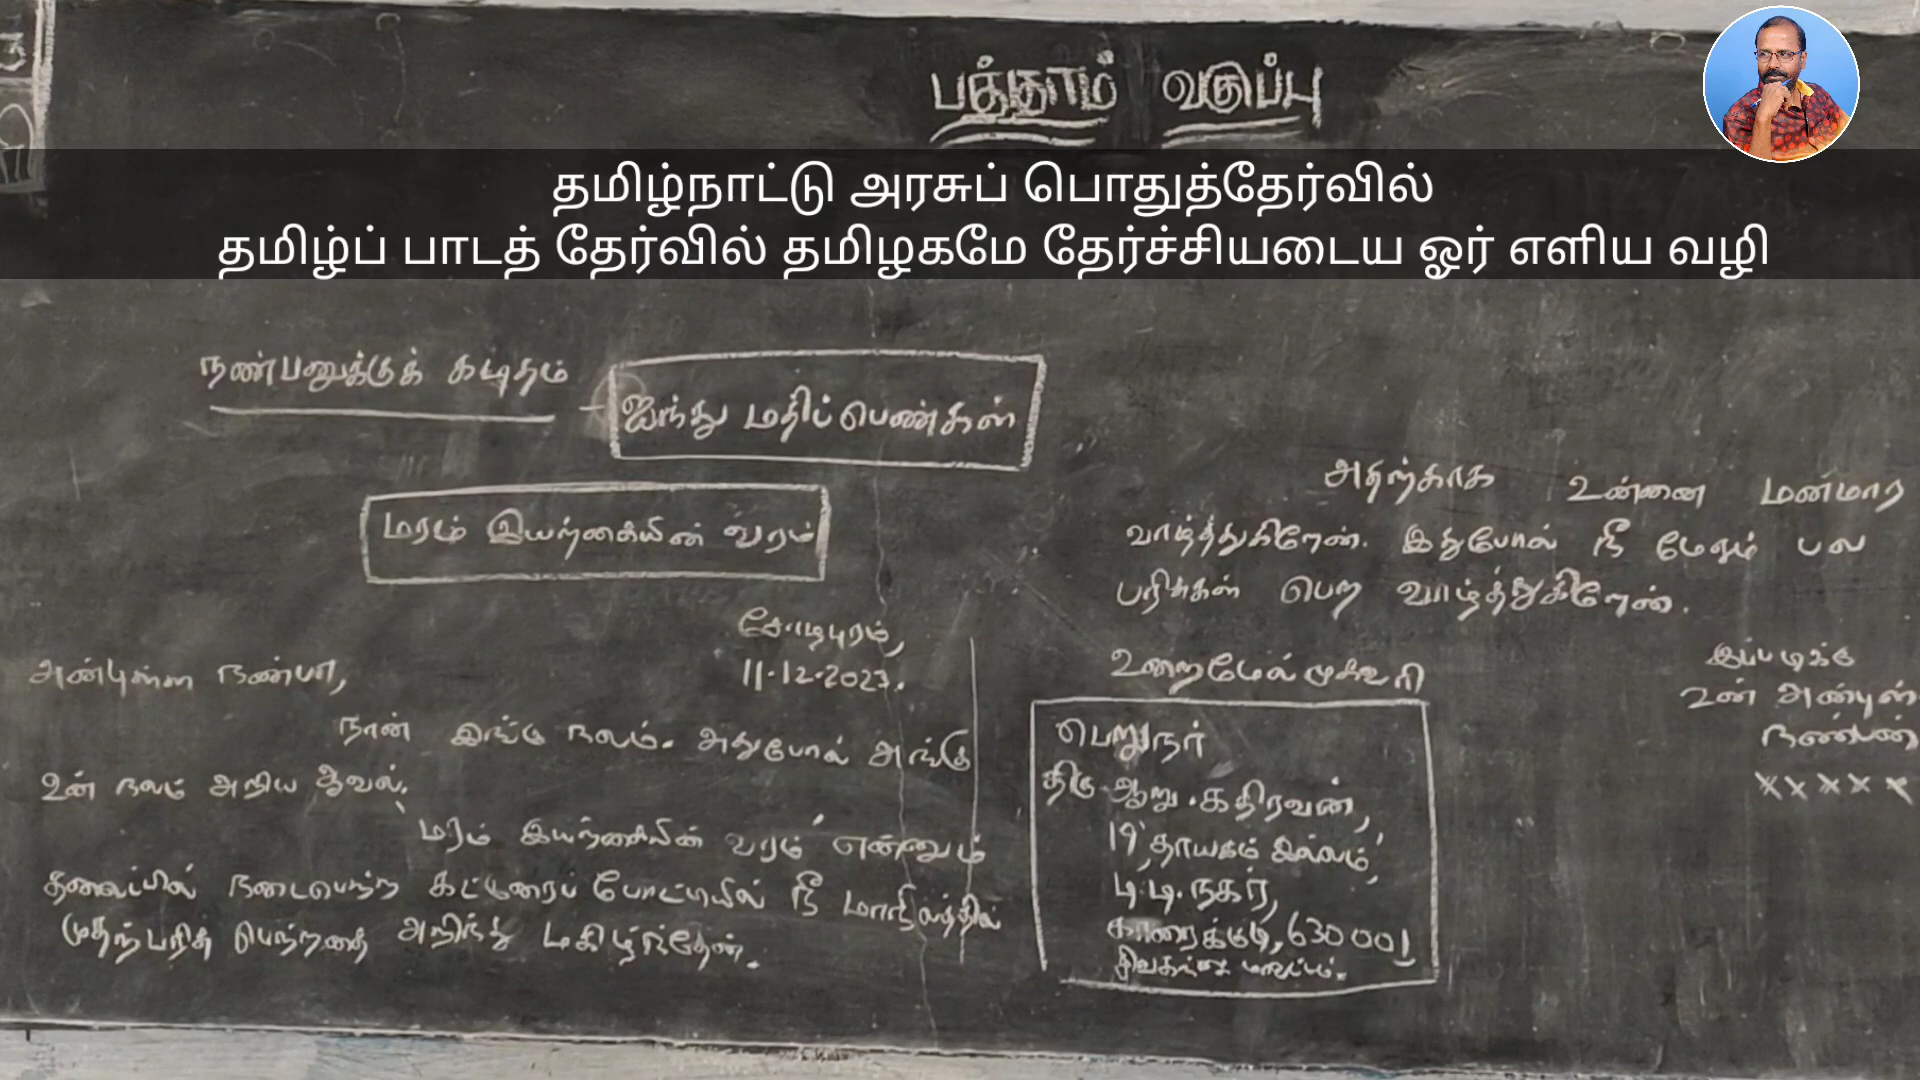 பத்தாம் வகுப்பு
தமிழ்நாட்டு அரசுப் பொதுத்தேர்வில்
தமிழ்ப் பாடத் தேர்வில் தமிழகமே தேர்ச்சியடைய ஓர் எளிய வழி
நண்பனுக்குக் கடிதம்
ஐந்து மதிப்பெண்கள்
மரம் இயற்கையின் வரம்
சோடிபுரம்,
11-12-2023.
அன்புள்ள நண்பா,
நான் இங்கு நலம். அதுபோல் அங்கு
உன் நலம் அறிய ஆவல்.
'மரம் இயற்கையின் வரம்' என்னும்
தலைப்பில் நடைபெற்ற கட்டுரைப் போட்டியில் நீ மாநிலத்தில்
முதற்பரிசு பெற்றதை அறிந்து மகிழ்ந்தேன்.
அதற்காக உன்னை மனமார
வாழ்த்துகிறேன். இதுபோல் நீ மேலும் பல
பரிசுகள் பெற வாழ்த்துகிறேன்.
இப்படிக்கு
உன் அன்புள்
நண்பன்
xxxxx
உறைமேல் முகவரி
பெறுநர்
திரு ஆறு.கதிரவன்,
19,'தாயகம் இல்லம்,'
டி.டி.நகர்,
காரைக்குடி, 630 001
சிவகங்கை மாவட்டம்.